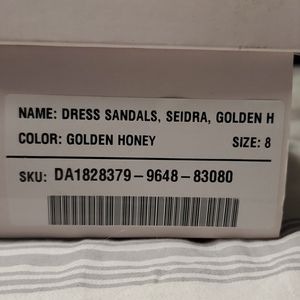 NAME: DRESS SANDALS, SEIDRA, GOLDEN H
COLOR: GOLDEN HONEY SIZE: 8
SKU: DA1828379-9648-83080